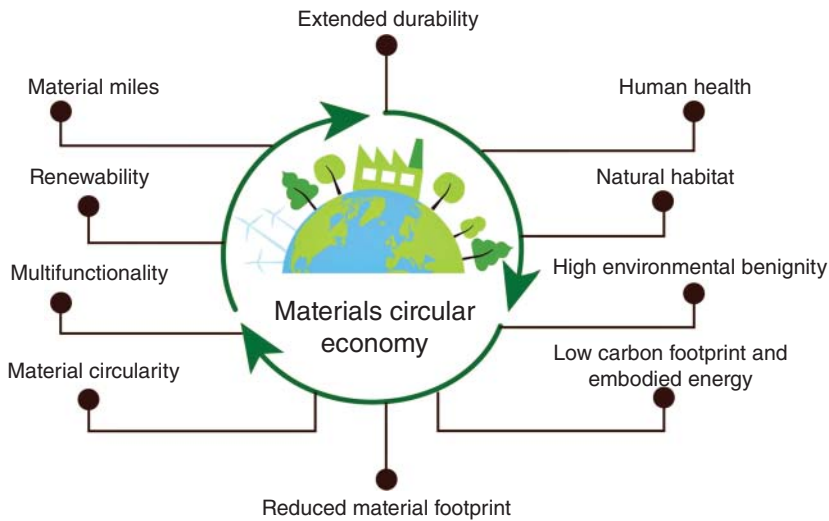 Extended durability
Material miles
Human health
Renewability
Natural habitat
Multifunctionality
High environmental benignity
Materials circular
economy
Material circularity
Low carbon footprint and
embodied energy
Reduced material footprint